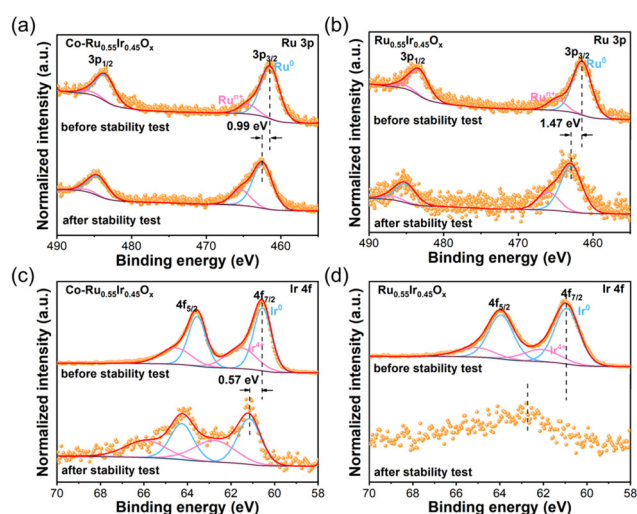 (a)
Co-Ru0.55Ir0.45Ox
Ru 3p
3p1/2
3p3/2
Ru0
Run+
before stability test
0.99 eV
after stability test
Normalized intensity (a.u.)
490 480 470 460
Binding energy (eV)
(b)
Ru0.55Ir0.45Ox
Ru 3p
3p1/2
3p3/2
Ru0
Run+
before stability test
1.47 eV
after stability test
Normalized intensity (a.u.)
490 480 470 460
Binding energy (eV)
(c)
Co-Ru0.55Ir0.45Ox
Ir 4f
4f5/2
4f7/2
Ir0
Ir4+
before stability test
0.57 eV
after stability test
Normalized intensity (a.u.)
70 68 66 64 62 60 58
Binding energy (eV)
(d)
Ru0.55Ir0.45Ox
Ir 4f
4f5/2
4f7/2
Ir0
Ir4+
before stability test
after stability test
Normalized intensity (a.u.)
70 68 66 64 62 60 58
Binding energy (eV)